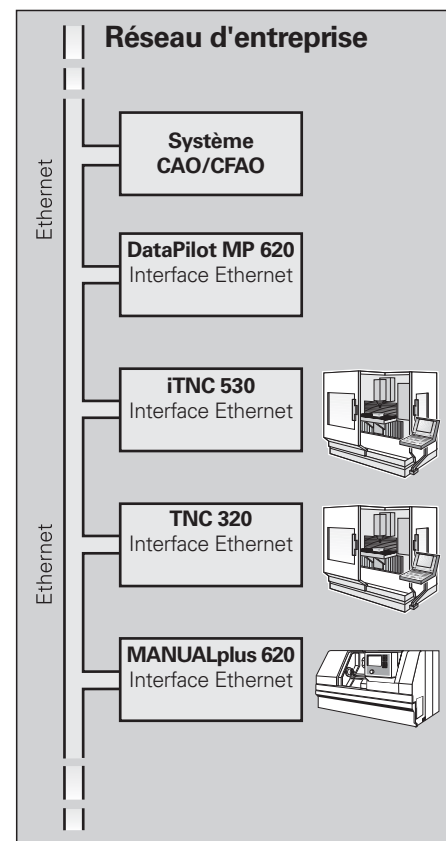 Réseau d'entreprise
Ethernet
Système
CAO/CFAO
DataPilot MP 620
Interface Ethernet
iTNC 530
Interface Ethernet
TNC 320
Interface Ethernet
Ethernet
MANUALplus 620
Interface Ethernet